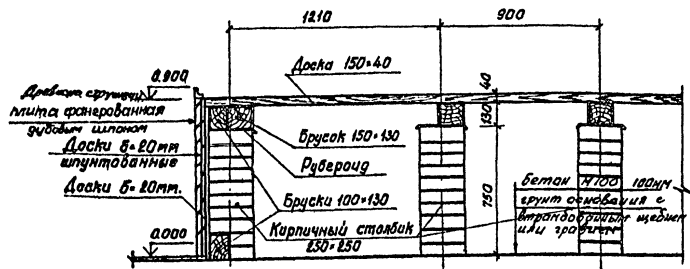 1210
900
Доска 150×40
0.900
40
Древесно стружечн.
плита фанерованная
дубовым шпоном
130
Брусок 150×130
Доски δ=20мм
шпунтованные
Рубероид
Доски δ=20мм.
Бруски 100×130
750
Бетон М100 100мм
грунт основания с
втрамбованным щебнем
или гравием
Кирпичный столбик
250×250
0.000